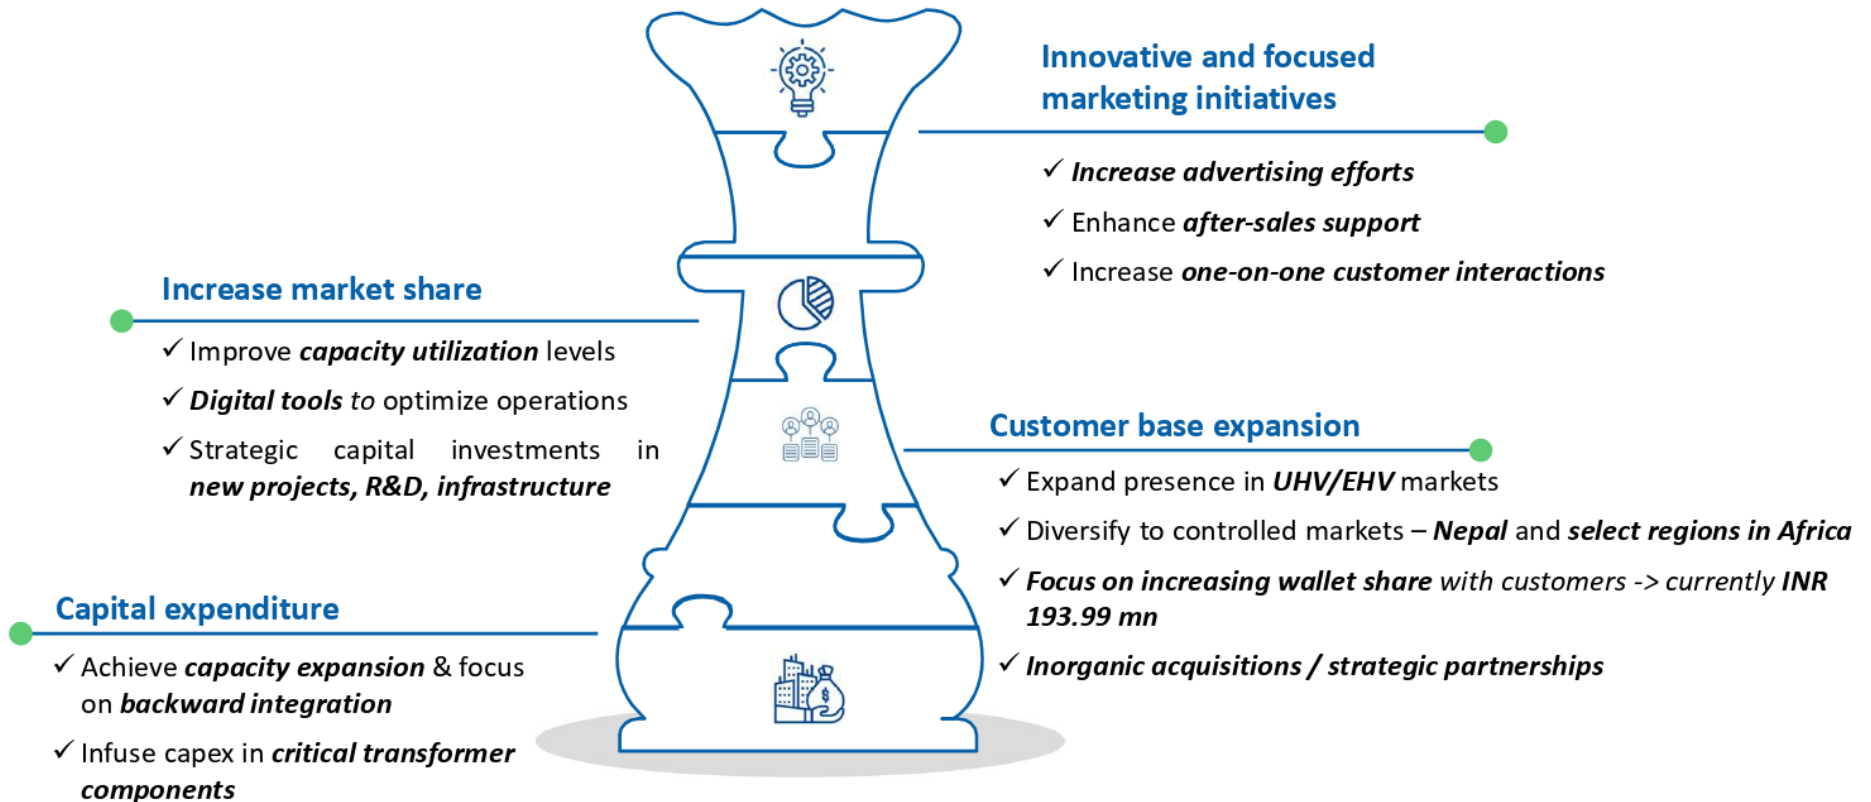 Innovative and focused
marketing initiatives
✓ Increase advertising efforts
✓ Enhance after-sales support
✓ Increase one-on-one customer interactions
Increase market share
✓ Improve capacity utilization levels
✓ Digital tools to optimize operations
✓ Strategic capital investments in
new projects, R&D, infrastructure
Customer base expansion
✓ Expand presence in UHV/EHV markets
✓ Diversify to controlled markets – Nepal and select regions in Africa
✓ Focus on increasing wallet share with customers -> currently INR
193.99 mn
✓ Inorganic acquisitions / strategic partnerships
Capital expenditure
✓ Achieve capacity expansion & focus
on backward integration
✓ Infuse capex in critical transformer
components
$